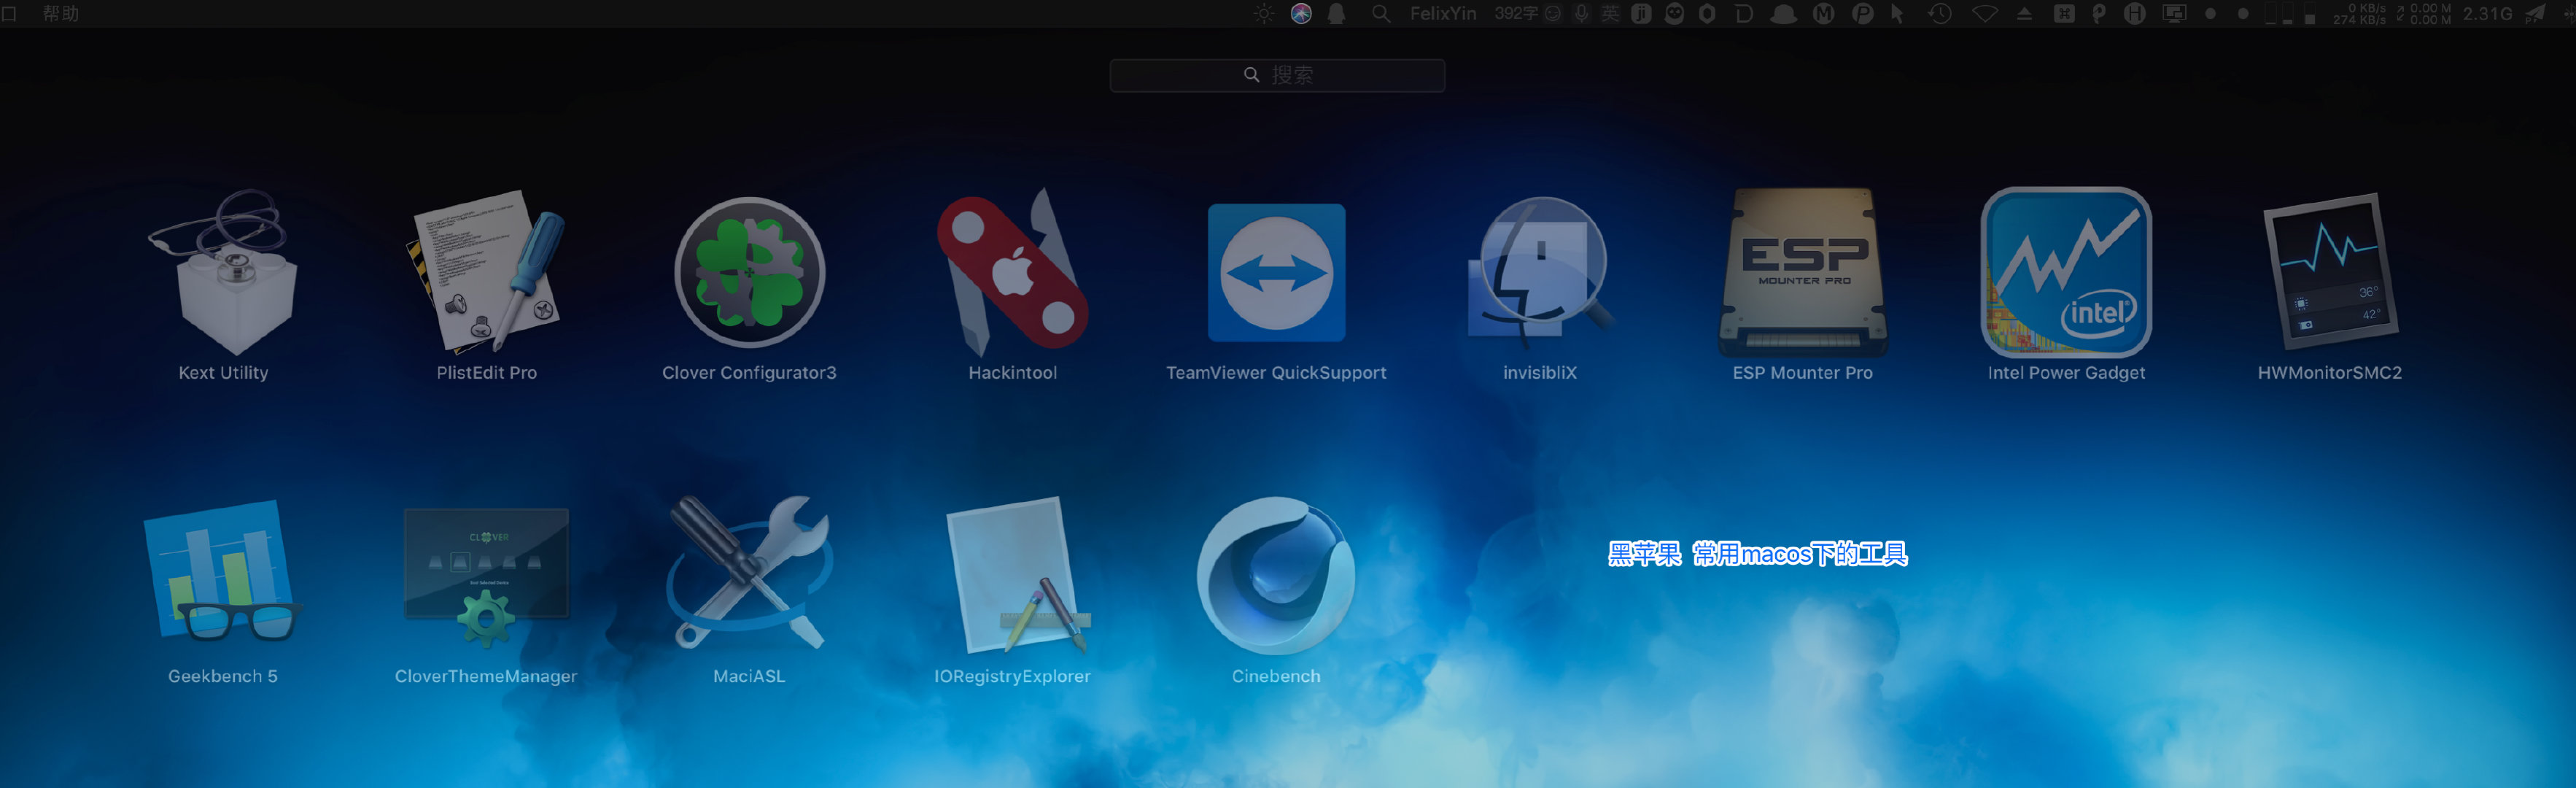 口 帮助 FelixYin 392字 英 2.31G
0 KB/s 0.00 M
274 KB/s 0.00 M
搜索
ESP
MOUNTER PRO
intel
36°
42°
Kext Utility PlistEdit Pro Clover Configurator3 Hackintool TeamViewer QuickSupport invisibliX ESP Mounter Pro Intel Power Gadget HWMonitorSMC2
CLOVER
黑苹果 常用macos下的工具
Geekbench 5 CloverThemeManager MaciASL IORegistryExplorer Cinebench